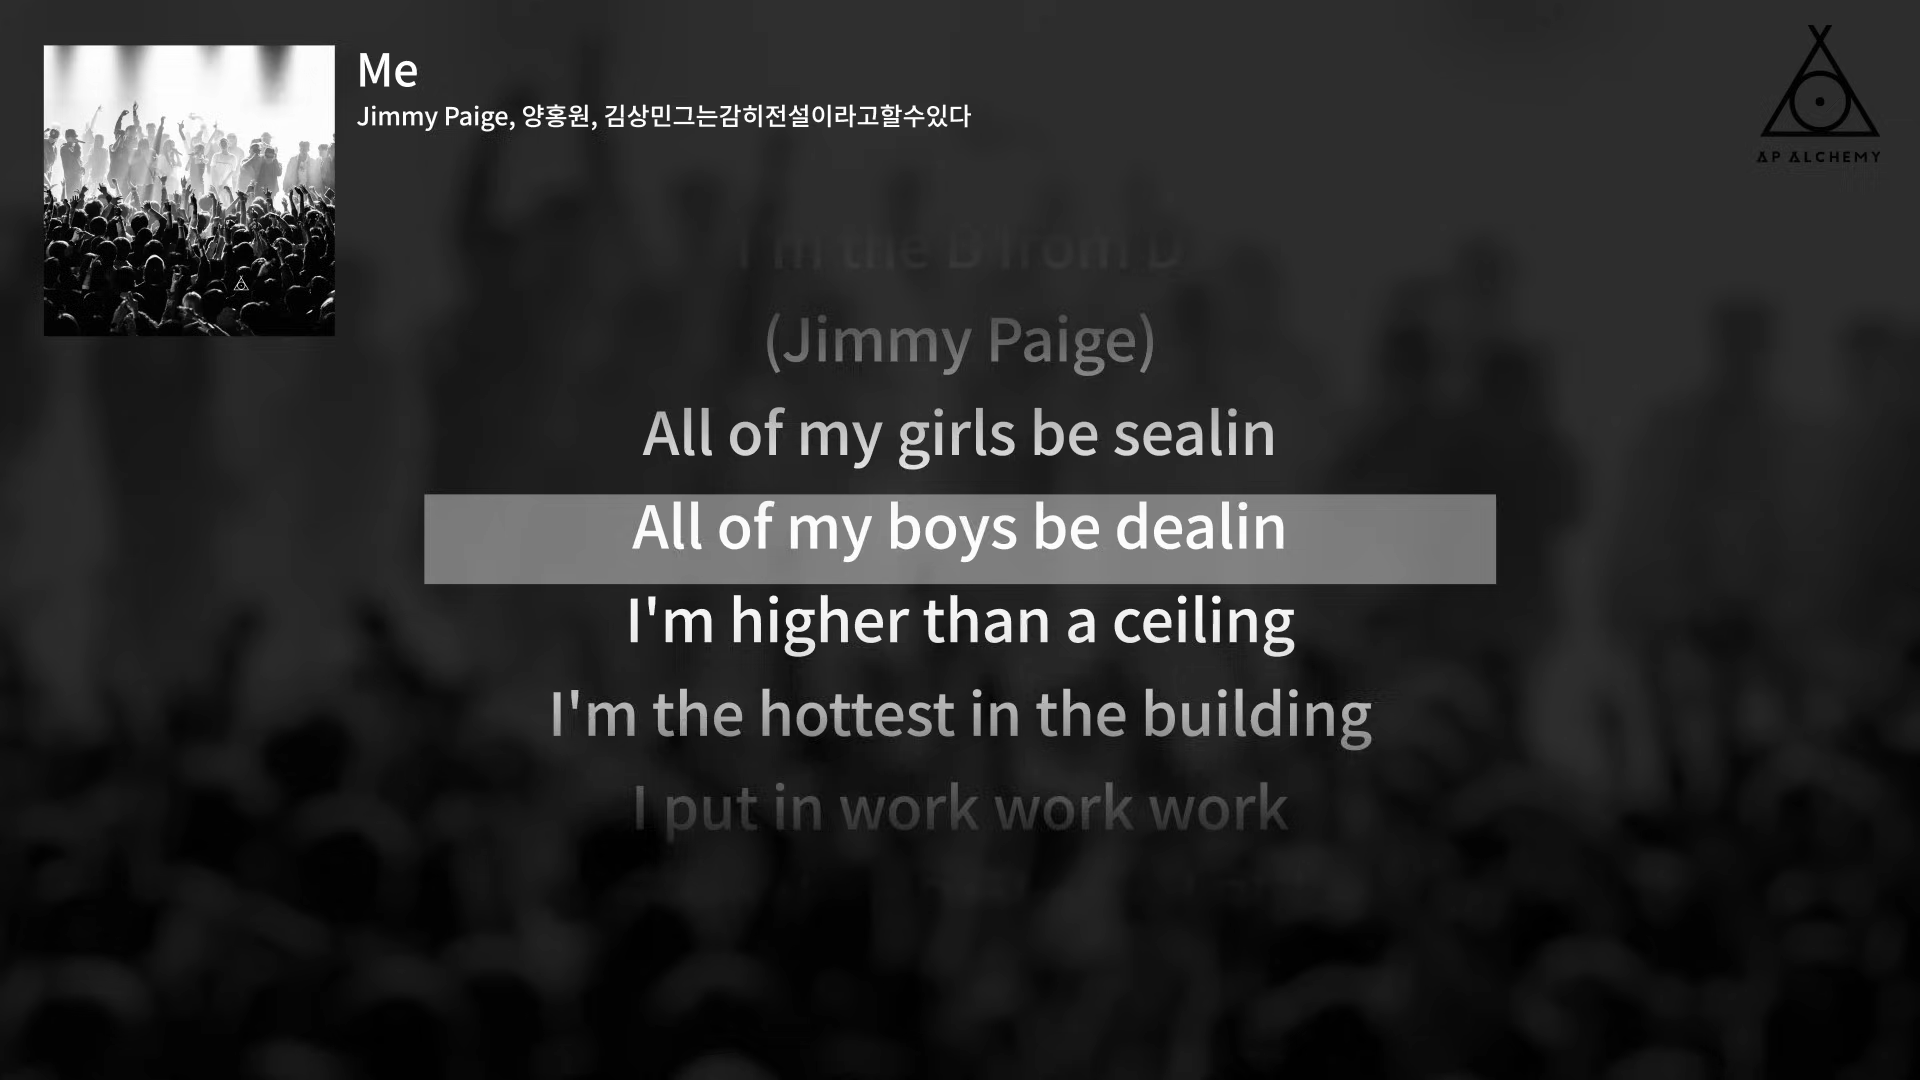 Me
Jimmy Paige, 양홍원, 김상민그는감히전설이라고할수있다
AP ALCHEMY
I'm the B from D
(Jimmy Paige)
All of my girls be sealin
All of my boys be dealin
I'm higher than a ceiling
I'm the hottest in the building
I put in work work work